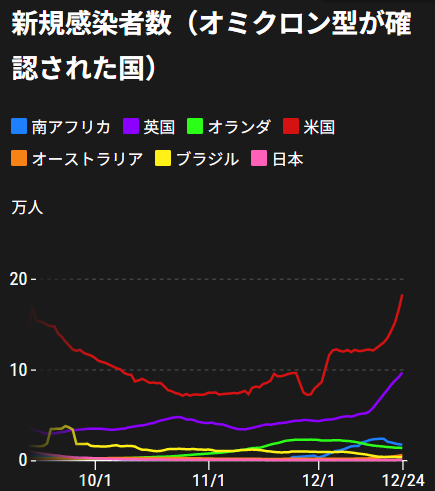 新規感染者数（オミクロン型が確
認された国）
南アフリカ 英国 オランダ 米国
オーストラリア ブラジル 日本
万人
20
10
0
10/1 11/1 12/1 12/24